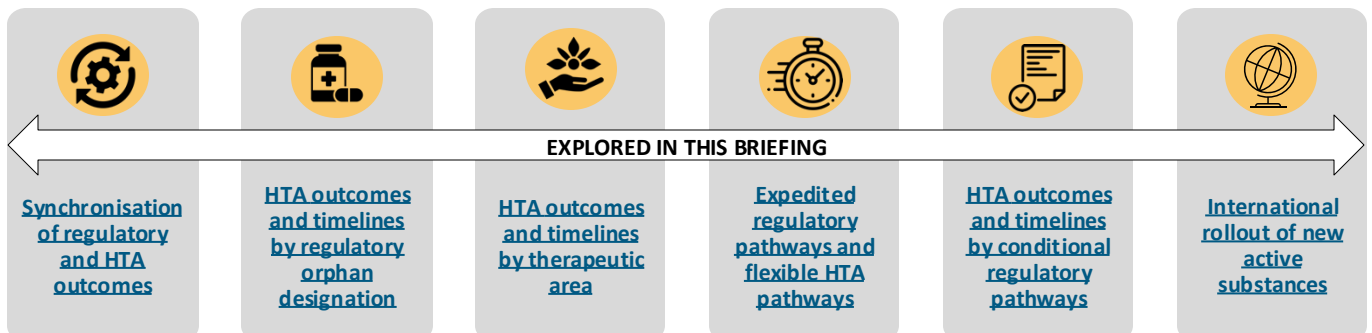 EXPLORED IN THIS BRIEFING
Synchronisation
of regulatory
and HTA
outcomes
HTA outcomes
and timelines
by regulatory
orphan
designation
HTA outcomes
and timelines
by therapeutic
area
Expedited
regulatory
pathways and
flexible HTA
pathways
HTA outcomes
and timelines
by conditional
regulatory
pathways
International
rollout of new
active
substances